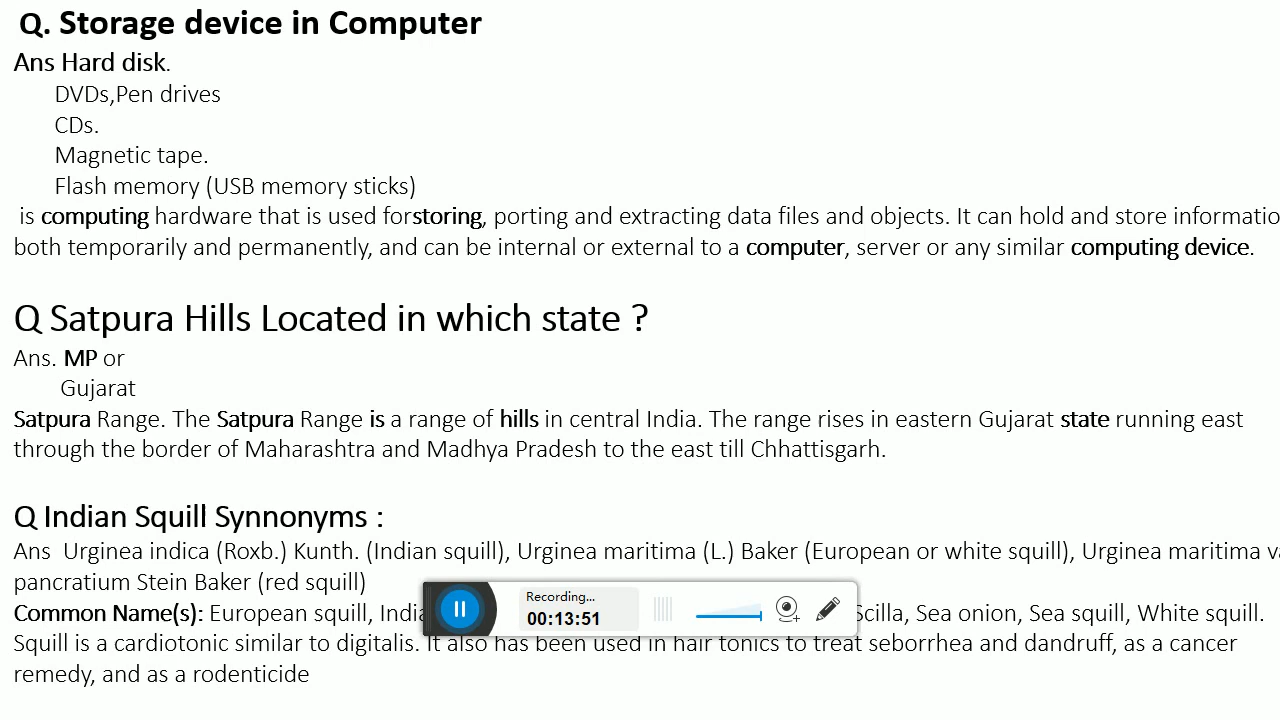 Q. Storage device in Computer
Ans Hard disk.
DVDs,Pen drives
CDs.
Magnetic tape.
Flash memory (USB memory sticks)
is computing hardware that is used forstoring, porting and extracting data files and objects. It can hold and store informatio
both temporarily and permanently, and can be internal or external to a computer, server or any similar computing device.
Q Satpura Hills Located in which state ?
Ans. MP or
Gujarat
Satpura Range. The Satpura Range is a range of hills in central India. The range rises in eastern Gujarat state running east
through the border of Maharashtra and Madhya Pradesh to the east till Chhattisgarh.
Q Indian Squill Synnonyms :
Ans Urginea indica (Roxb.) Kunth. (Indian squill), Urginea maritima (L.) Baker (European or white squill), Urginea maritima va
pancratium Stein Baker (red squill)
Recording...
00:13:51
Common Name(s): European squill, India Scilla, Sea onion, Sea squill, White squill.
Squill is a cardiotonic similar to digitalis. It also has been used in hair tonics to treat seborrhea and dandruff, as a cancer
remedy, and as a rodenticide